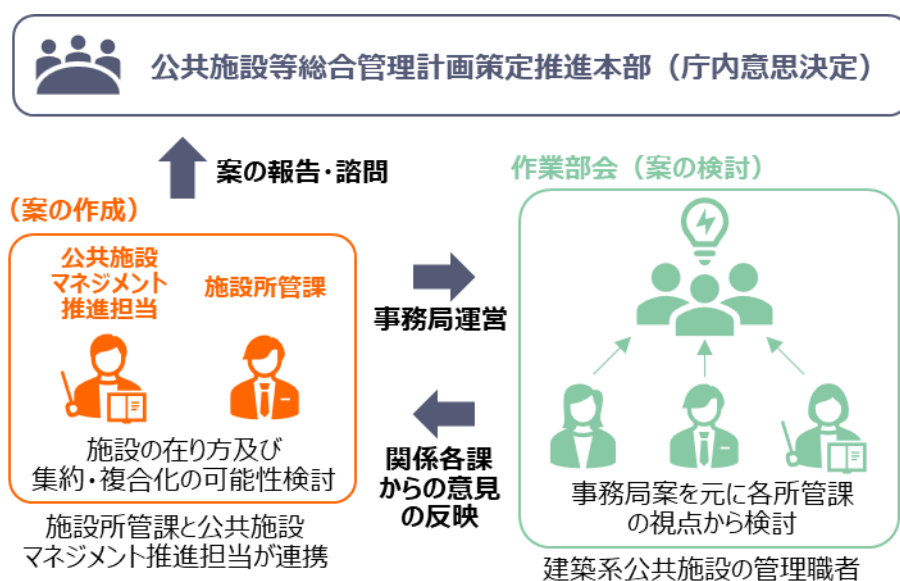 公共施設等総合管理計画策定推進本部（庁内意思決定）
案の報告・諮問
（案の作成）
公共施設
マネジメント
推進担当
施設所管課
施設の在り方及び
集約・複合化の可能性検討
施設所管課と公共施設
マネジメント推進担当が連携
事務局運営
関係各課
からの意見
の反映
作業部会（案の検討）
事務局案を元に各所管課
の視点から検討
建築系公共施設の管理職者